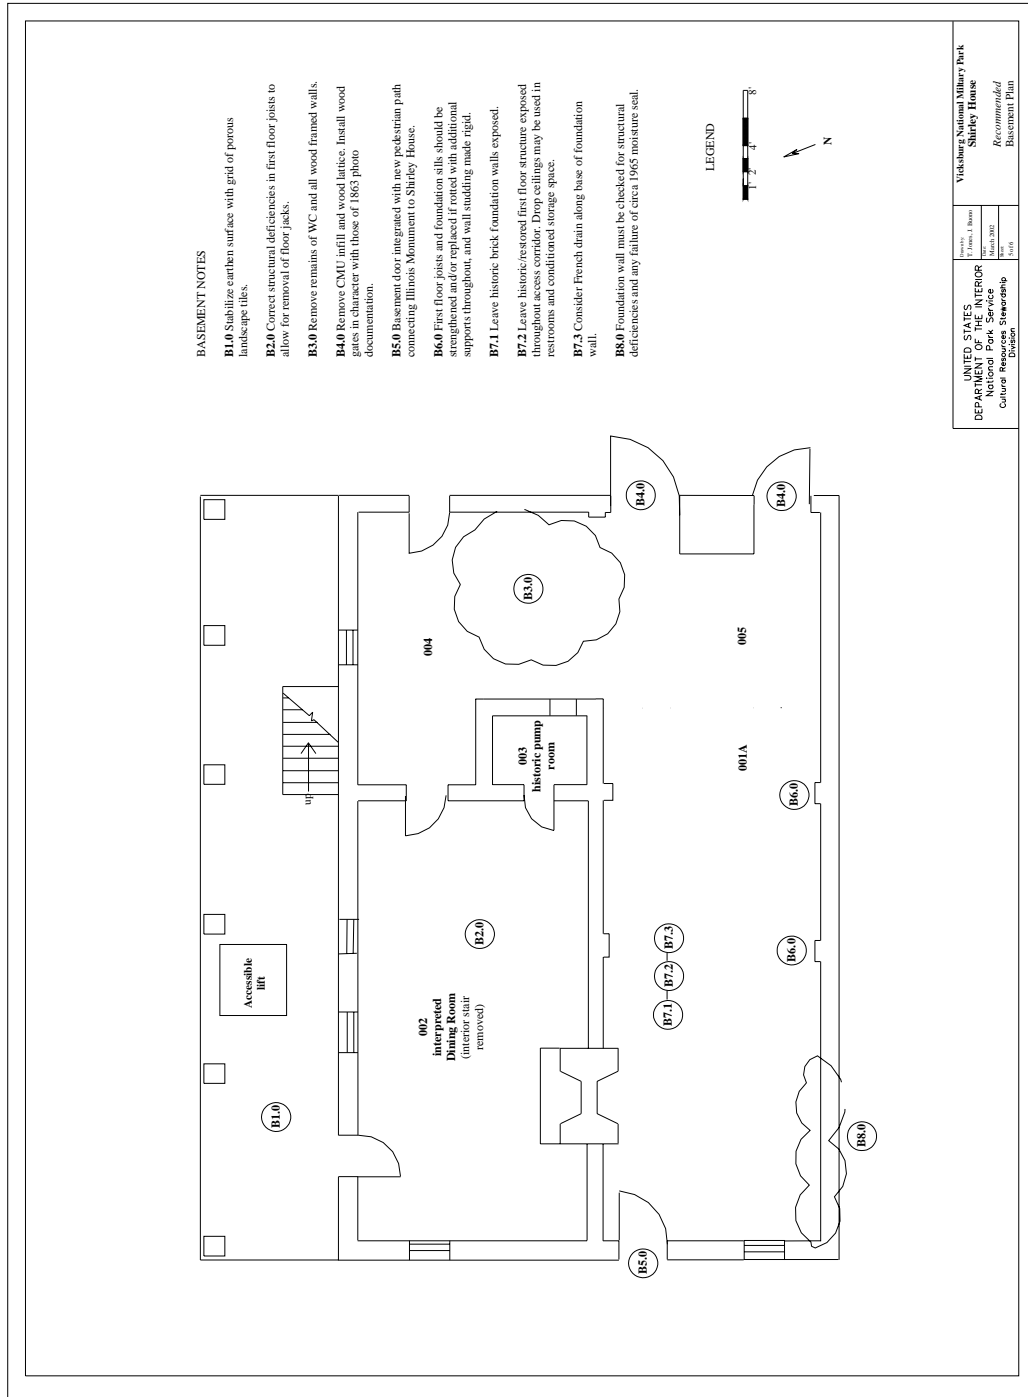 BASEMENT NOTES
B1.0 Stabilize earthen surface with grid of porous
landscape tiles.
B2.0 Correct structural deficiencies in first floor joists to
allow for removal of floor jacks.
B3.0 Remove remains of WC and all wood framed walls.
B4.0 Remove CMU infill and wood lattice. Install wood
gates in character with those of 1863 photo
documentation.
B5.0 Basement door integrated with new pedestrian path
connecting Illinois Monument to Shirley House.
B6.0 First floor joists and foundation sills should be
strengthened and/or replaced if rotted with additional
supports throughout, and wall studding made rigid.
B7.1 Leave historic brick foundation walls exposed.
B7.2 Leave historic/restored first floor structure exposed
throughout access corridor. Drop ceilings may be used in
restrooms and conditioned storage space.
B7.3 Consider French drain along base of foundation
wall.
B8.0 Foundation wall must be checked for structural
deficiencies and any failure of circa 1965 moisture seal.
LEGEND
1' 2' 4' 8'
N
B1.0
Accessible
lift
up
002
interpreted
Dining Room
(interior stair
removed)
B2.0
003
historic pump
room
004
B3.0
B4.0
B4.0
B5.0
B7.1
B7.2
B7.3
001A
005
B6.0
B6.0
B8.0
UNITED STATES
DEPARTMENT OF THE INTERIOR
National Park Service
Cultural Resources Stewardship
Division
Drawn by:
T. Jones, J. Bueno
Date:
March 2002
5 of 6
Vicksburg National Military Park
Shirley House
Recommended
Basement Plan